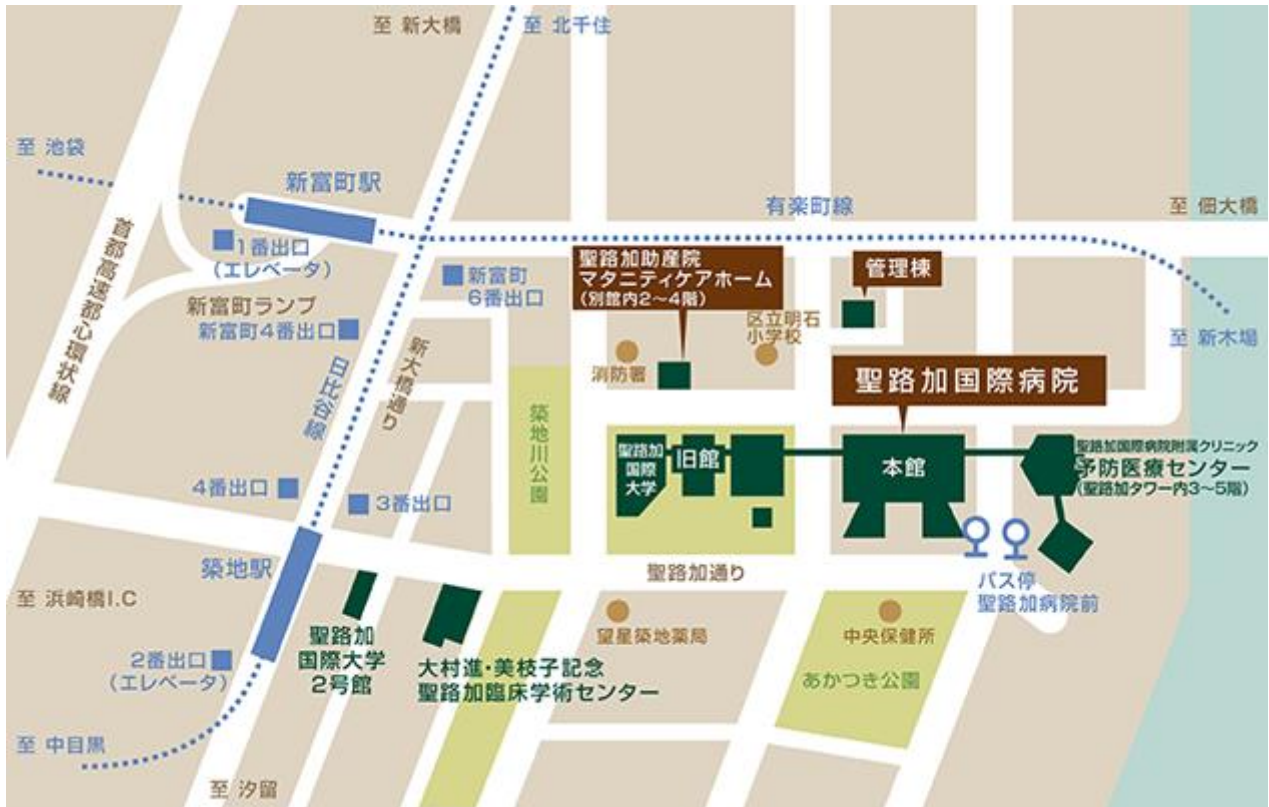 至 新大橋
至 北千住
至 池袋
新富町駅
有楽町線
至 佃大橋
1番出口
(エレベータ)
新富町
6番出口
聖路加助産院
マタニティケアホーム
(別館内2〜4階)
管理棟
首都高速都心環状線
新富町ランプ
新富町4番出口
区立明石
小学校
至 新木場
消防署
日比谷線
新大橋通り
聖路加国際病院
築地川公園
聖路加
国際
大学
旧館
本館
聖路加国際病院附属クリニック
予防医療センター
(聖路加タワー内3〜5階)
4番出口
3番出口
築地駅
聖路加通り
バス停
聖路加病院前
至 浜崎橋I.C
聖路加
国際大学
2号館
大村進・美枝子記念
聖路加臨床学術センター
望星築地薬局
中央保健所
あかつき公園
2番出口
(エレベータ)
至 中目黒
至 汐留